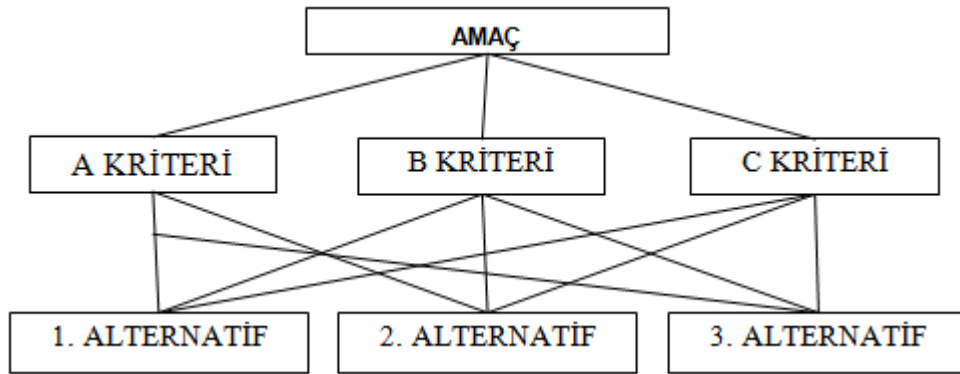 AMAÇ
A KRİTERİ
B KRİTERİ
C KRİTERİ
1. ALTERNATİF
2. ALTERNATİF
3. ALTERNATİF